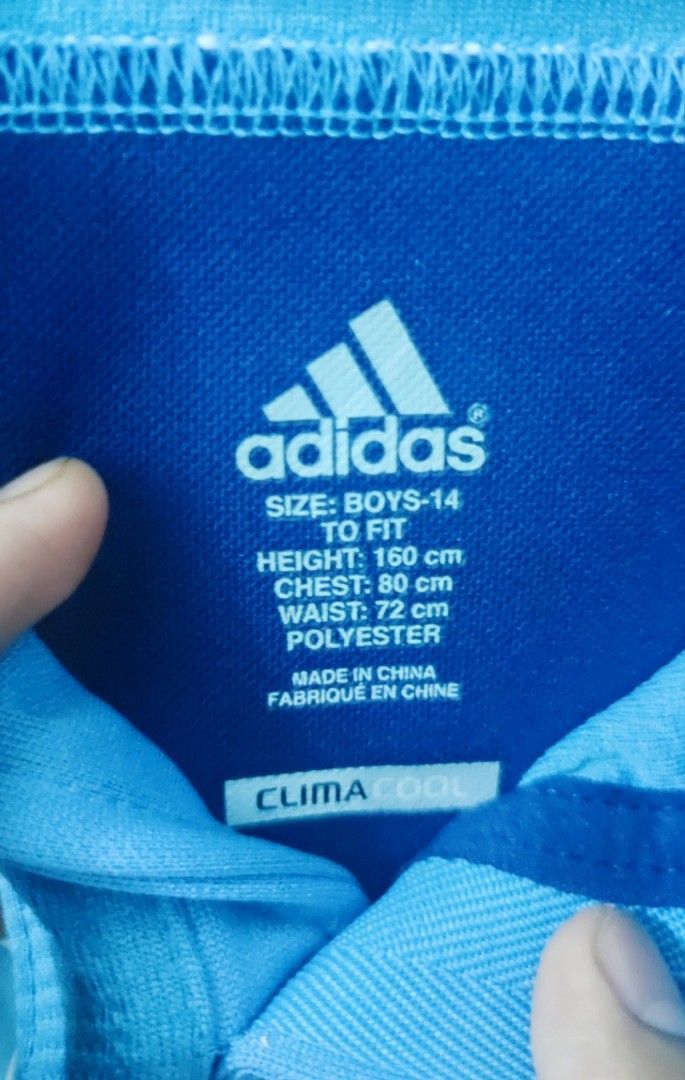 adidas®
SIZE: BOYS-14
TO FIT
HEIGHT: 160 cm
CHEST: 80 cm
WAIST: 72 cm
POLYESTER
MADE IN CHINA
FABRIQUÉ EN CHINE
CLIMACOOL